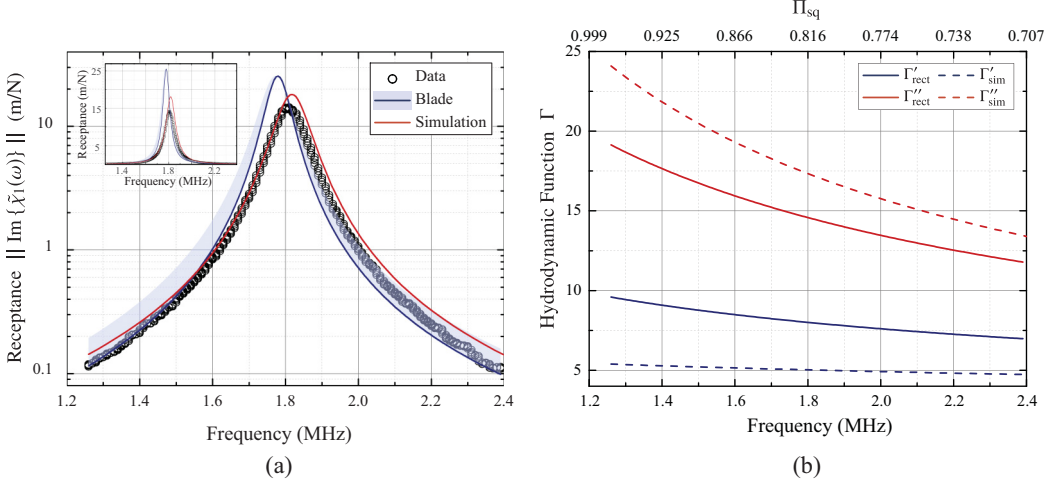 Π_sq
0.999 0.925 0.866 0.816 0.774 0.738 0.707
Receptance || Im {χ̃₁(ω)} || (m/N)
10
1
0.1
1.2 1.4 1.6 1.8 2.0 2.2 2.4
Frequency (MHz)
(a)
Receptance (m/N)
25
15
5
1.4 1.8 2.2
Frequency (MHz)
Data
Blade
Simulation
Hydrodynamic Function Γ
25
20
15
10
5
1.2 1.4 1.6 1.8 2.0 2.2 2.4
Frequency (MHz)
(b)
Γ′_rect Γ′_sim
Γ″_rect Γ″_sim